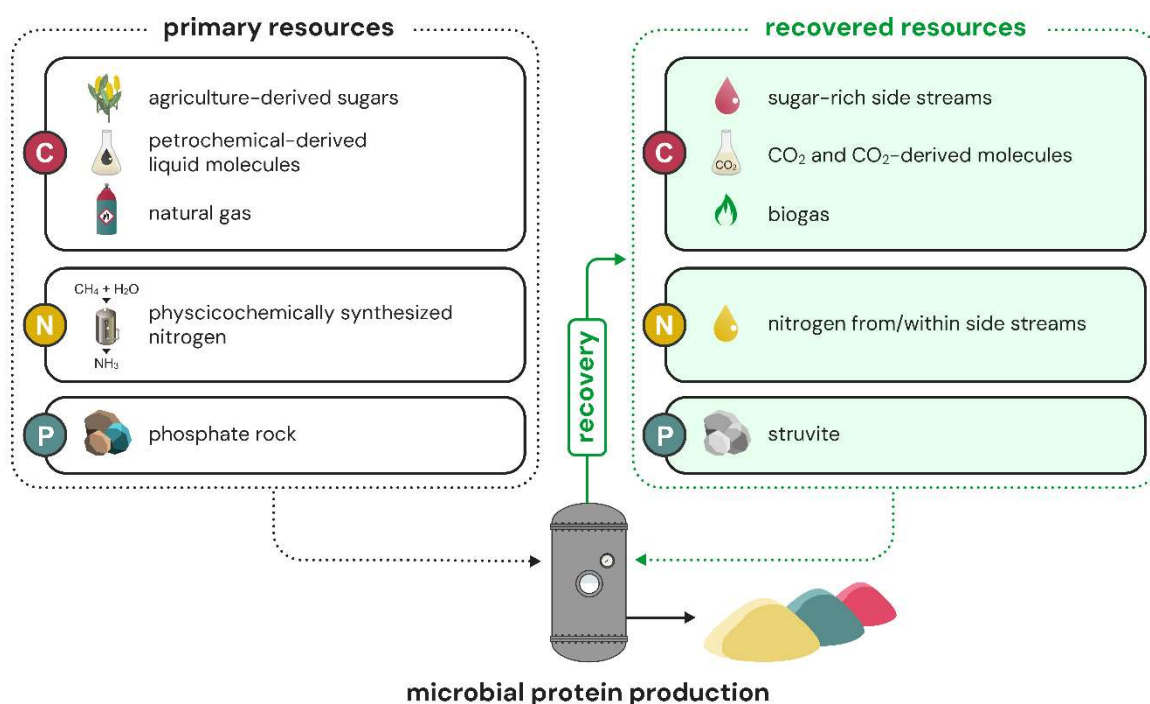 primary resources
C
agriculture-derived sugars
petrochemical-derived
liquid molecules
natural gas
N
CH₄ + H₂O
NH₃
physcicochemically synthesized
nitrogen
P
phosphate rock
recovery
recovered resources
C
sugar-rich side streams
CO₂
CO₂ and CO₂-derived molecules
biogas
N
nitrogen from/within side streams
P
struvite
microbial protein production